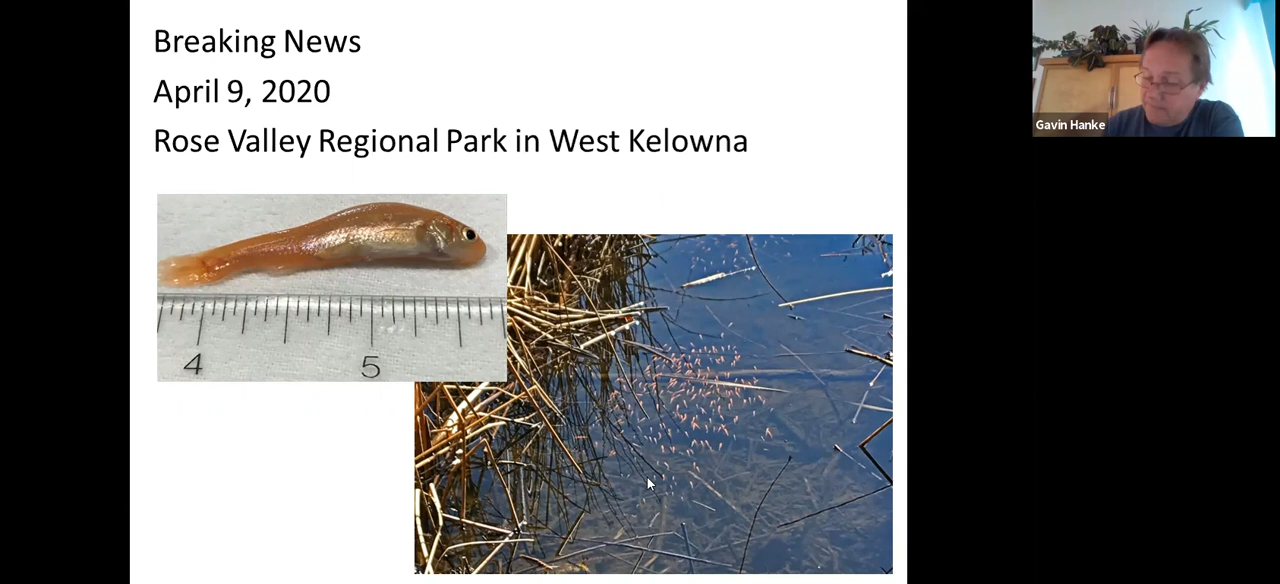 Breaking News
April 9, 2020
Rose Valley Regional Park in West Kelowna
Gavin Hanke
4 5